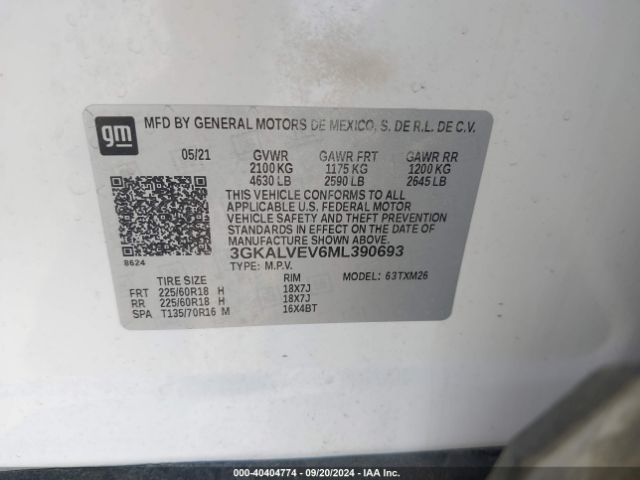 gm
MFD BY GENERAL MOTORS DE MEXICO, S. DE R.L. DE C.V.
05/21 GVWR GAWR FRT GAWR RR
2100 KG 1175 KG 1200 KG
4630 LB 2590 LB 2645 LB
THIS VEHICLE CONFORMS TO ALL
APPLICABLE U.S. FEDERAL MOTOR
VEHICLE SAFETY AND THEFT PREVENTION
STANDARDS IN EFFECT ON THE DATE OF
MANUFACTURE SHOWN ABOVE.
3GKALVEV6ML390693
8624
TYPE: M.P.V. MODEL: 63TXM26
TIRE SIZE RIM
FRT 225/60R18 H 18X7J
RR 225/60R18 H 18X7J
SPA T135/70R16 M 16X4BT
000-40404774 - 09/20/2024 - IAA, Inc.